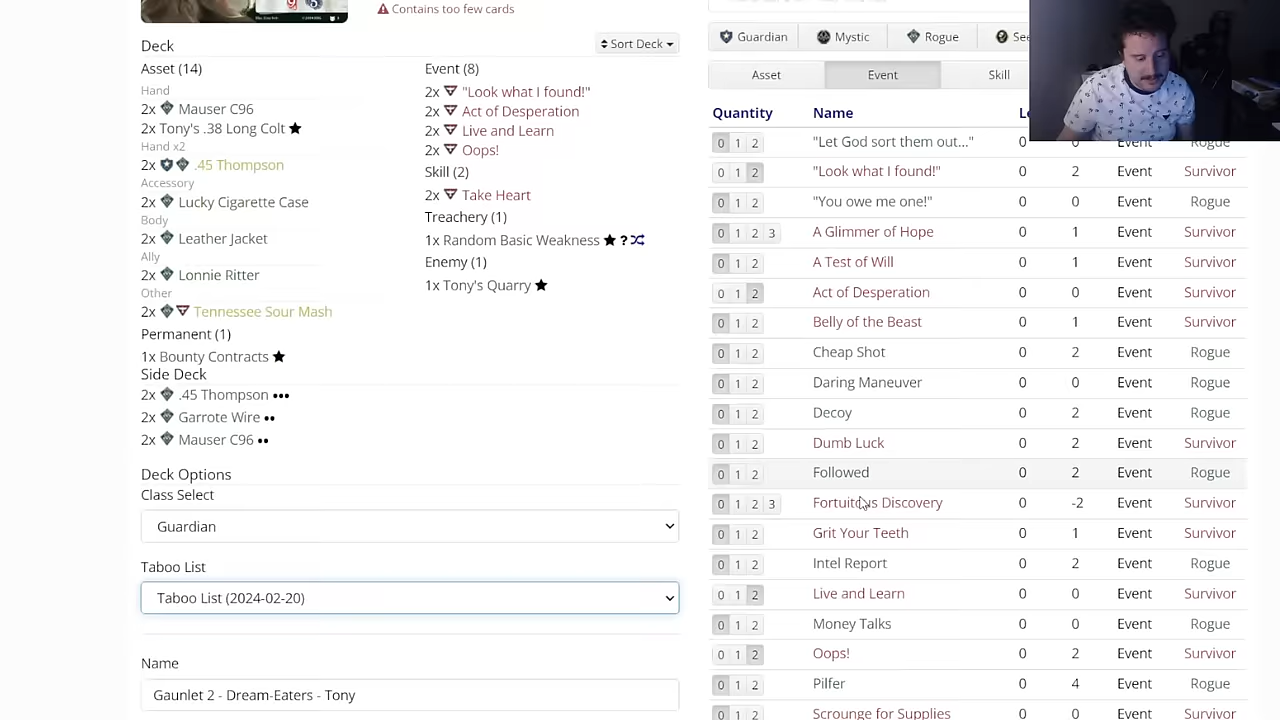 Contains too few cards
Deck
Sort Deck
Asset (14)
Hand
2x Mauser C96
2x Tony's .38 Long Colt
Hand x2
2x .45 Thompson
Accessory
2x Lucky Cigarette Case
Body
2x Leather Jacket
Ally
2x Lonnie Ritter
Other
2x Tennessee Sour Mash
Permanent (1)
1x Bounty Contracts
Side Deck
2x .45 Thompson •••
2x Garrote Wire ••
2x Mauser C96 ••
Event (8)
2x "Look what I found!"
2x Act of Desperation
2x Live and Learn
2x Oops!
Skill (2)
2x Take Heart
Treachery (1)
1x Random Basic Weakness ★ ?
Enemy (1)
1x Tony's Quarry
Deck Options
Class Select
Guardian
Taboo List
Taboo List (2024-02-20)
Name
Gaunlet 2 - Dream-Eaters - Tony
Guardian Mystic Rogue See
Asset Event Skill
Quantity Name Le
0 1 2 "Let God sort them out..." 0 0 Event Rogue
0 1 2 "Look what I found!" 0 2 Event Survivor
0 1 2 "You owe me one!" 0 0 Event Rogue
0 1 2 3 A Glimmer of Hope 0 1 Event Survivor
0 1 2 A Test of Will 0 1 Event Survivor
0 1 2 Act of Desperation 0 0 Event Survivor
0 1 2 Belly of the Beast 0 1 Event Survivor
0 1 2 Cheap Shot 0 2 Event Rogue
0 1 2 Daring Maneuver 0 0 Event Rogue
0 1 2 Decoy 0 2 Event Rogue
0 1 2 Dumb Luck 0 2 Event Survivor
0 1 2 Followed 0 2 Event Rogue
0 1 2 3 Fortuitous Discovery 0 -2 Event Survivor
0 1 2 Grit Your Teeth 0 1 Event Survivor
0 1 2 Intel Report 0 2 Event Rogue
0 1 2 Live and Learn 0 0 Event Survivor
0 1 2 Money Talks 0 0 Event Rogue
0 1 2 Oops! 0 2 Event Survivor
0 1 2 Pilfer 0 4 Event Rogue
0 1 2 Scrounge for Supplies 0 0 Event Survivor